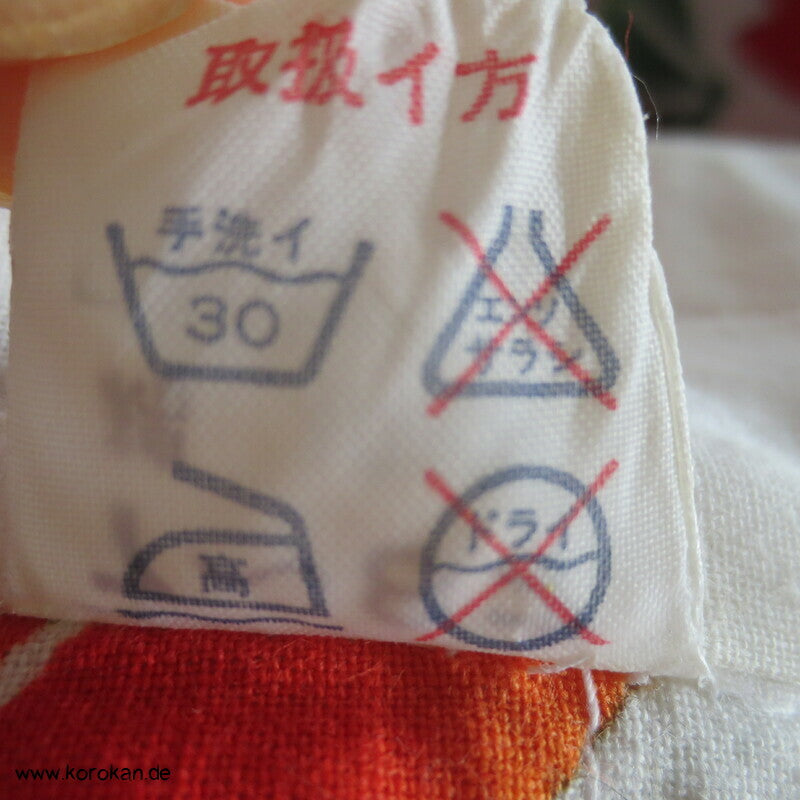 取扱イ方
手洗イ
30
エンソ
サラシ
高
ドライ
www.korokan.de